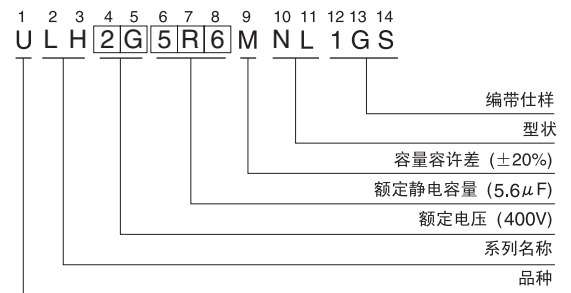 1 2 3 4 5 6 7 8 9 10 11 12 13 14
U L H 2 G 5 R 6 M N L 1 G S
编带仕样
型状
容量容许差 (±20%)
额定静电容量 (5.6μF)
额定电压 (400V)
系列名称
品种